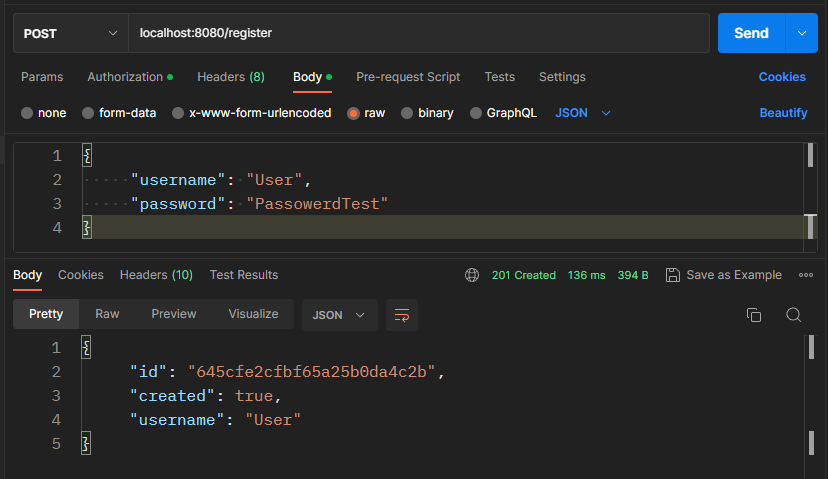 POST localhost:8080/register Send
Params Authorization Headers (8) Body Pre-request Script Tests Settings Cookies
none form-data x-www-form-urlencoded raw binary GraphQL JSON Beautify
1 {
2 "username": "User",
3 "password": "PassowerdTest"
4 }
Body Cookies Headers (10) Test Results 201 Created 136 ms 394 B Save as Example
Pretty Raw Preview Visualize JSON
1 {
2 "id": "645cfe2cfbf65a25b0da4c2b",
3 "created": true,
4 "username": "User"
5 }